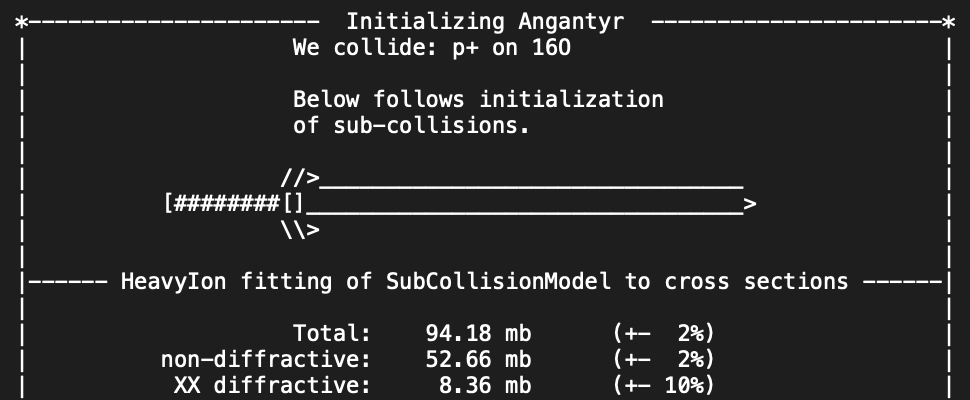 *----------------------  Initializing Angantyr  ----------------------*
|                    We collide: p+ on 16O                            |
|                                                                     |
|                    Below follows initialization                     |
|                    of sub-collisions.                               |
|                                                                     |
|                   //>________________________________               |
|          [########[]_________________________________>              |
|                   \\>                                               |
|                                                                     |
|------ HeavyIon fitting of SubCollisionModel to cross sections ------|
|                                                                     |
|                    Total:    94.18 mb      (+-  2%)                 |
|          non-diffractive:    52.66 mb      (+-  2%)                 |
|           XX diffractive:     8.36 mb      (+- 10%)                 |